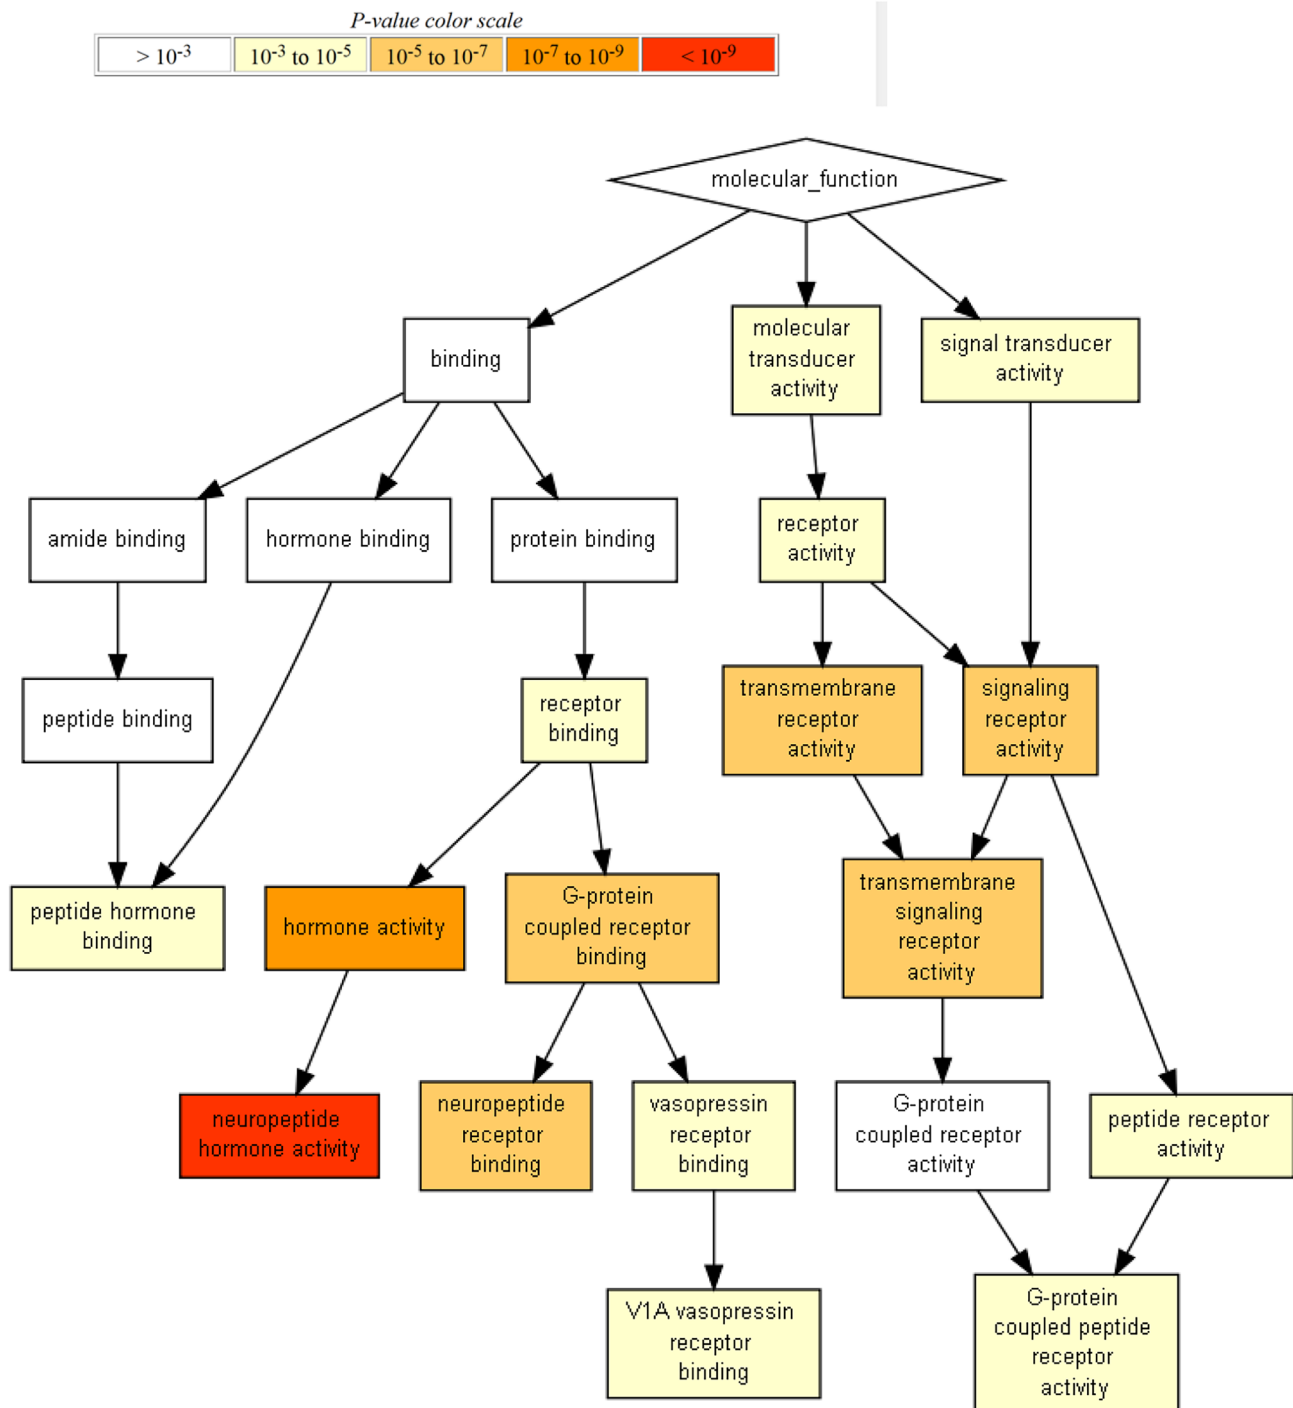 P-value color scale
> 10⁻³ 10⁻³ to 10⁻⁵ 10⁻⁵ to 10⁻⁷ 10⁻⁷ to 10⁻⁹ < 10⁻⁹
molecular_function
binding
molecular
transducer
activity
signal transducer
activity
amide binding
hormone binding
protein binding
receptor
activity
peptide binding
receptor
binding
transmembrane
receptor
activity
signaling
receptor
activity
peptide hormone
binding
hormone activity
G-protein
coupled receptor
binding
transmembrane
signaling
receptor
activity
neuropeptide
hormone activity
neuropeptide
receptor
binding
vasopressin
receptor
binding
G-protein
coupled receptor
activity
peptide receptor
activity
V1A vasopressin
receptor
binding
G-protein
coupled peptide
receptor
activity